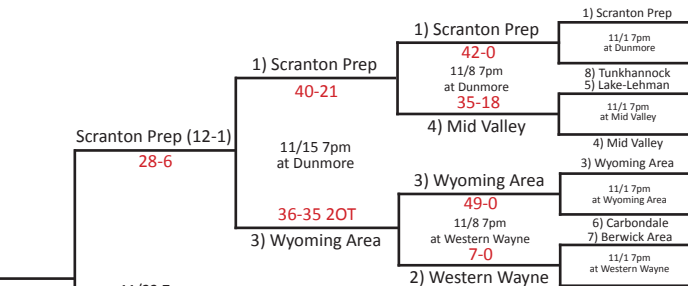 1) Scranton Prep
11/1 7pm
at Dunmore
8) Tunkhannock
5) Lake-Lehman
11/1 7pm
at Mid Valley
4) Mid Valley
3) Wyoming Area
11/1 7pm
at Wyoming Area
6) Carbondale
7) Berwick Area
11/1 7pm
at Western Wayne
1) Scranton Prep
42-0
11/8 7pm
at Dunmore
35-18
4) Mid Valley
3) Wyoming Area
49-0
11/8 7pm
at Western Wayne
7-0
2) Western Wayne
1) Scranton Prep
40-21
11/15 7pm
at Dunmore
36-35 2OT
3) Wyoming Area
Scranton Prep (12-1)
28-6